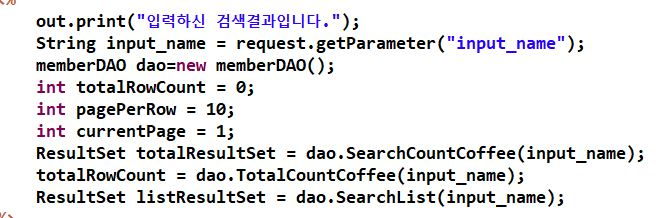 <%
out.print("입력하신 검색결과입니다.");
String input_name = request.getParameter("input_name");
memberDAO dao=new memberDAO();
int totalRowCount = 0;
int pagePerRow = 10;
int currentPage = 1;
ResultSet totalResultSet = dao.SearchCountCoffee(input_name);
totalRowCount = dao.TotalCountCoffee(input_name);
ResultSet listResultSet = dao.SearchList(input_name);
%>